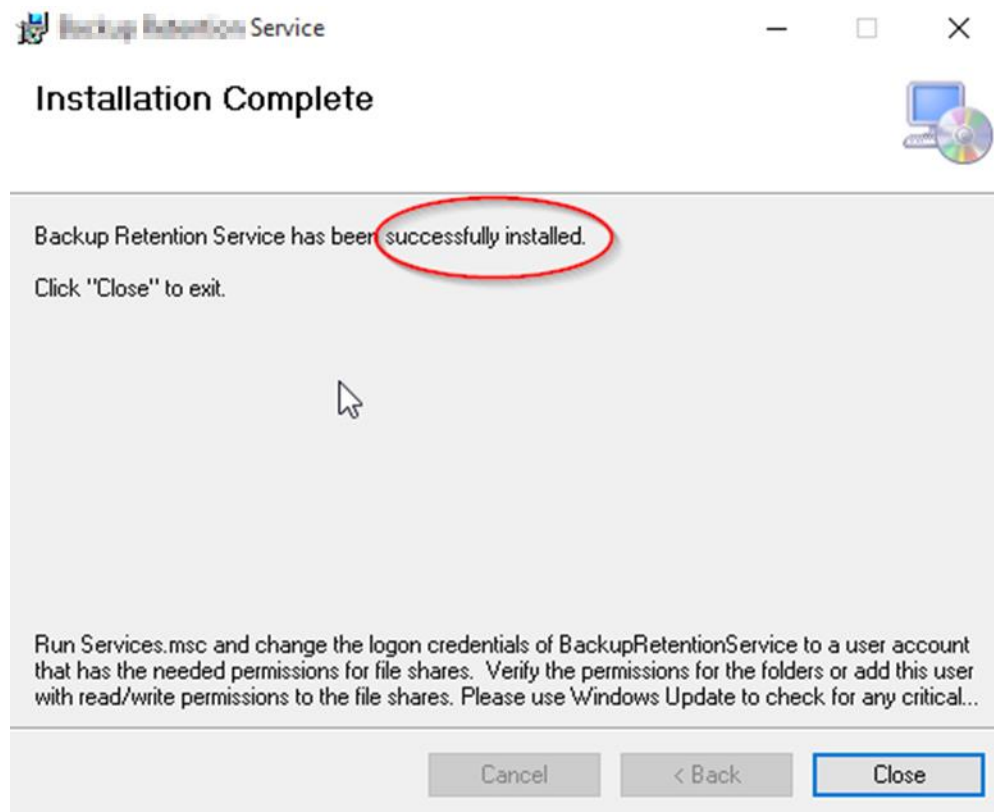 Service
Installation Complete
Backup Retention Service has been successfully installed.
Click "Close" to exit.
Run Services.msc and change the logon credentials of BackupRetentionService to a user account
that has the needed permissions for file shares.  Verify the permissions for the folders or add this user
with read/write permissions to the file shares. Please use Windows Update to check for any critical...
Cancel
< Back
Close